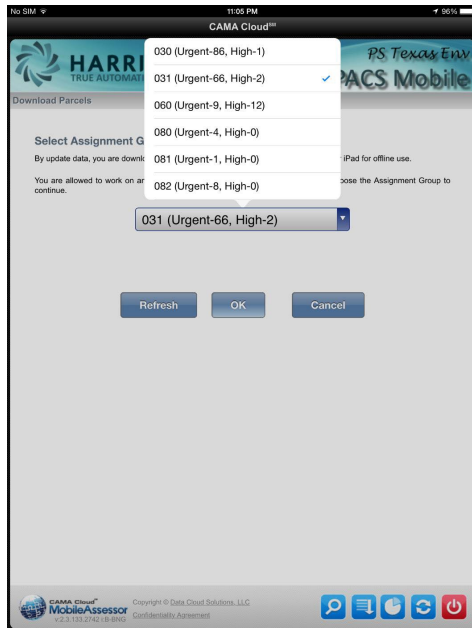 No SIM 11:05 PM 96%
CAMA Cloud℠
HARRI
TRUE AUTOMATI
PS Texas Env
PACS Mobile
Download Parcels
030 (Urgent-86, High-1)
031 (Urgent-66, High-2)
060 (Urgent-9, High-12)
080 (Urgent-4, High-0)
081 (Urgent-1, High-0)
082 (Urgent-8, High-0)
Select Assignment G
By update data, you are downlo iPad for offline use.
You are allowed to work on an oose the Assignment Group to
continue.
031 (Urgent-66, High-2)
Refresh OK Cancel
CAMA Cloud℠
MobileAssessor
Copyright © Data Cloud Solutions, LLC
Confidentiality Agreement